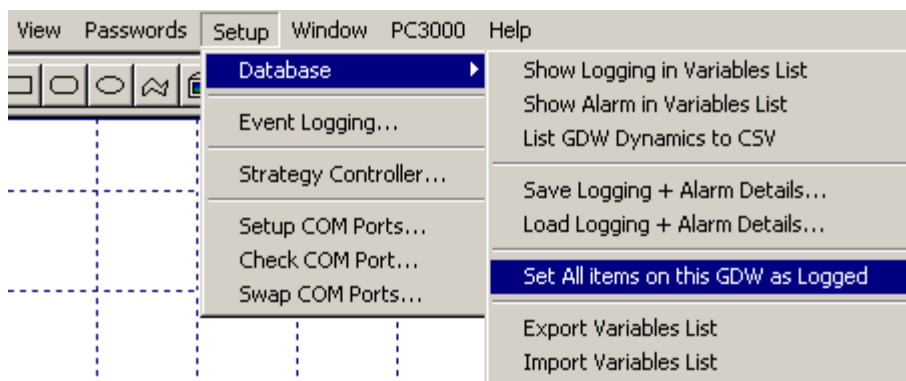 View Passwords Setup Window PC3000 Help
Database
Event Logging...
Strategy Controller...
Setup COM Ports...
Check COM Port...
Swap COM Ports...
Show Logging in Variables List
Show Alarm in Variables List
List GDW Dynamics to CSV
Save Logging + Alarm Details...
Load Logging + Alarm Details...
Set All items on this GDW as Logged
Export Variables List
Import Variables List